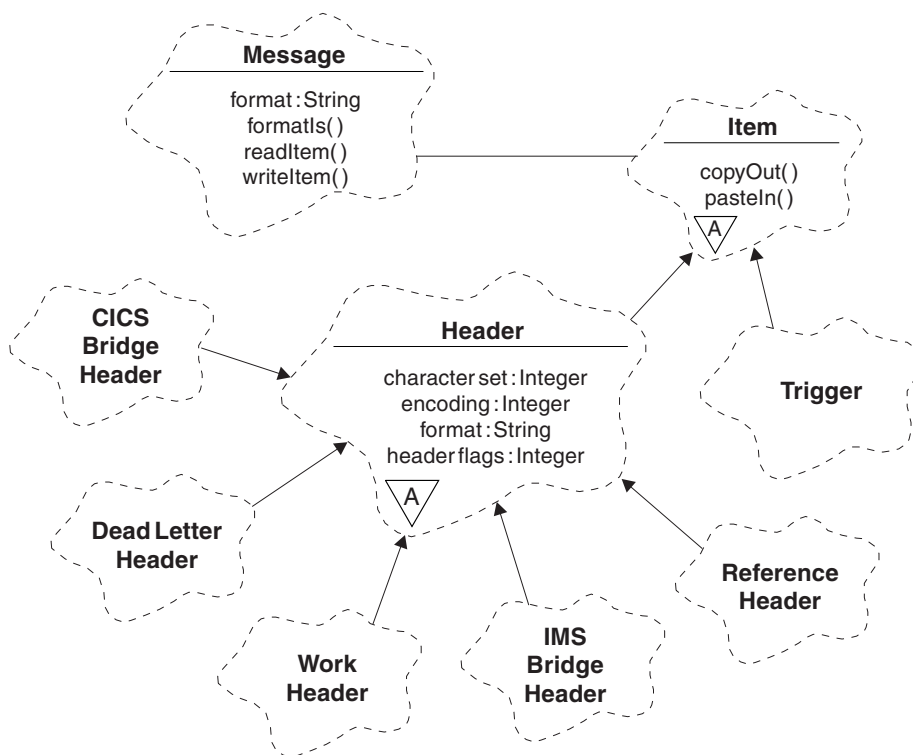 Message
format:String
formatIs()
readItem()
writeItem()
Item
copyOut()
pasteIn()
A
CICS
Bridge
Header
Header
character set:Integer
encoding:Integer
format:String
header flags:Integer
A
Trigger
Dead Letter
Header
Work
Header
IMS
Bridge
Header
Reference
Header